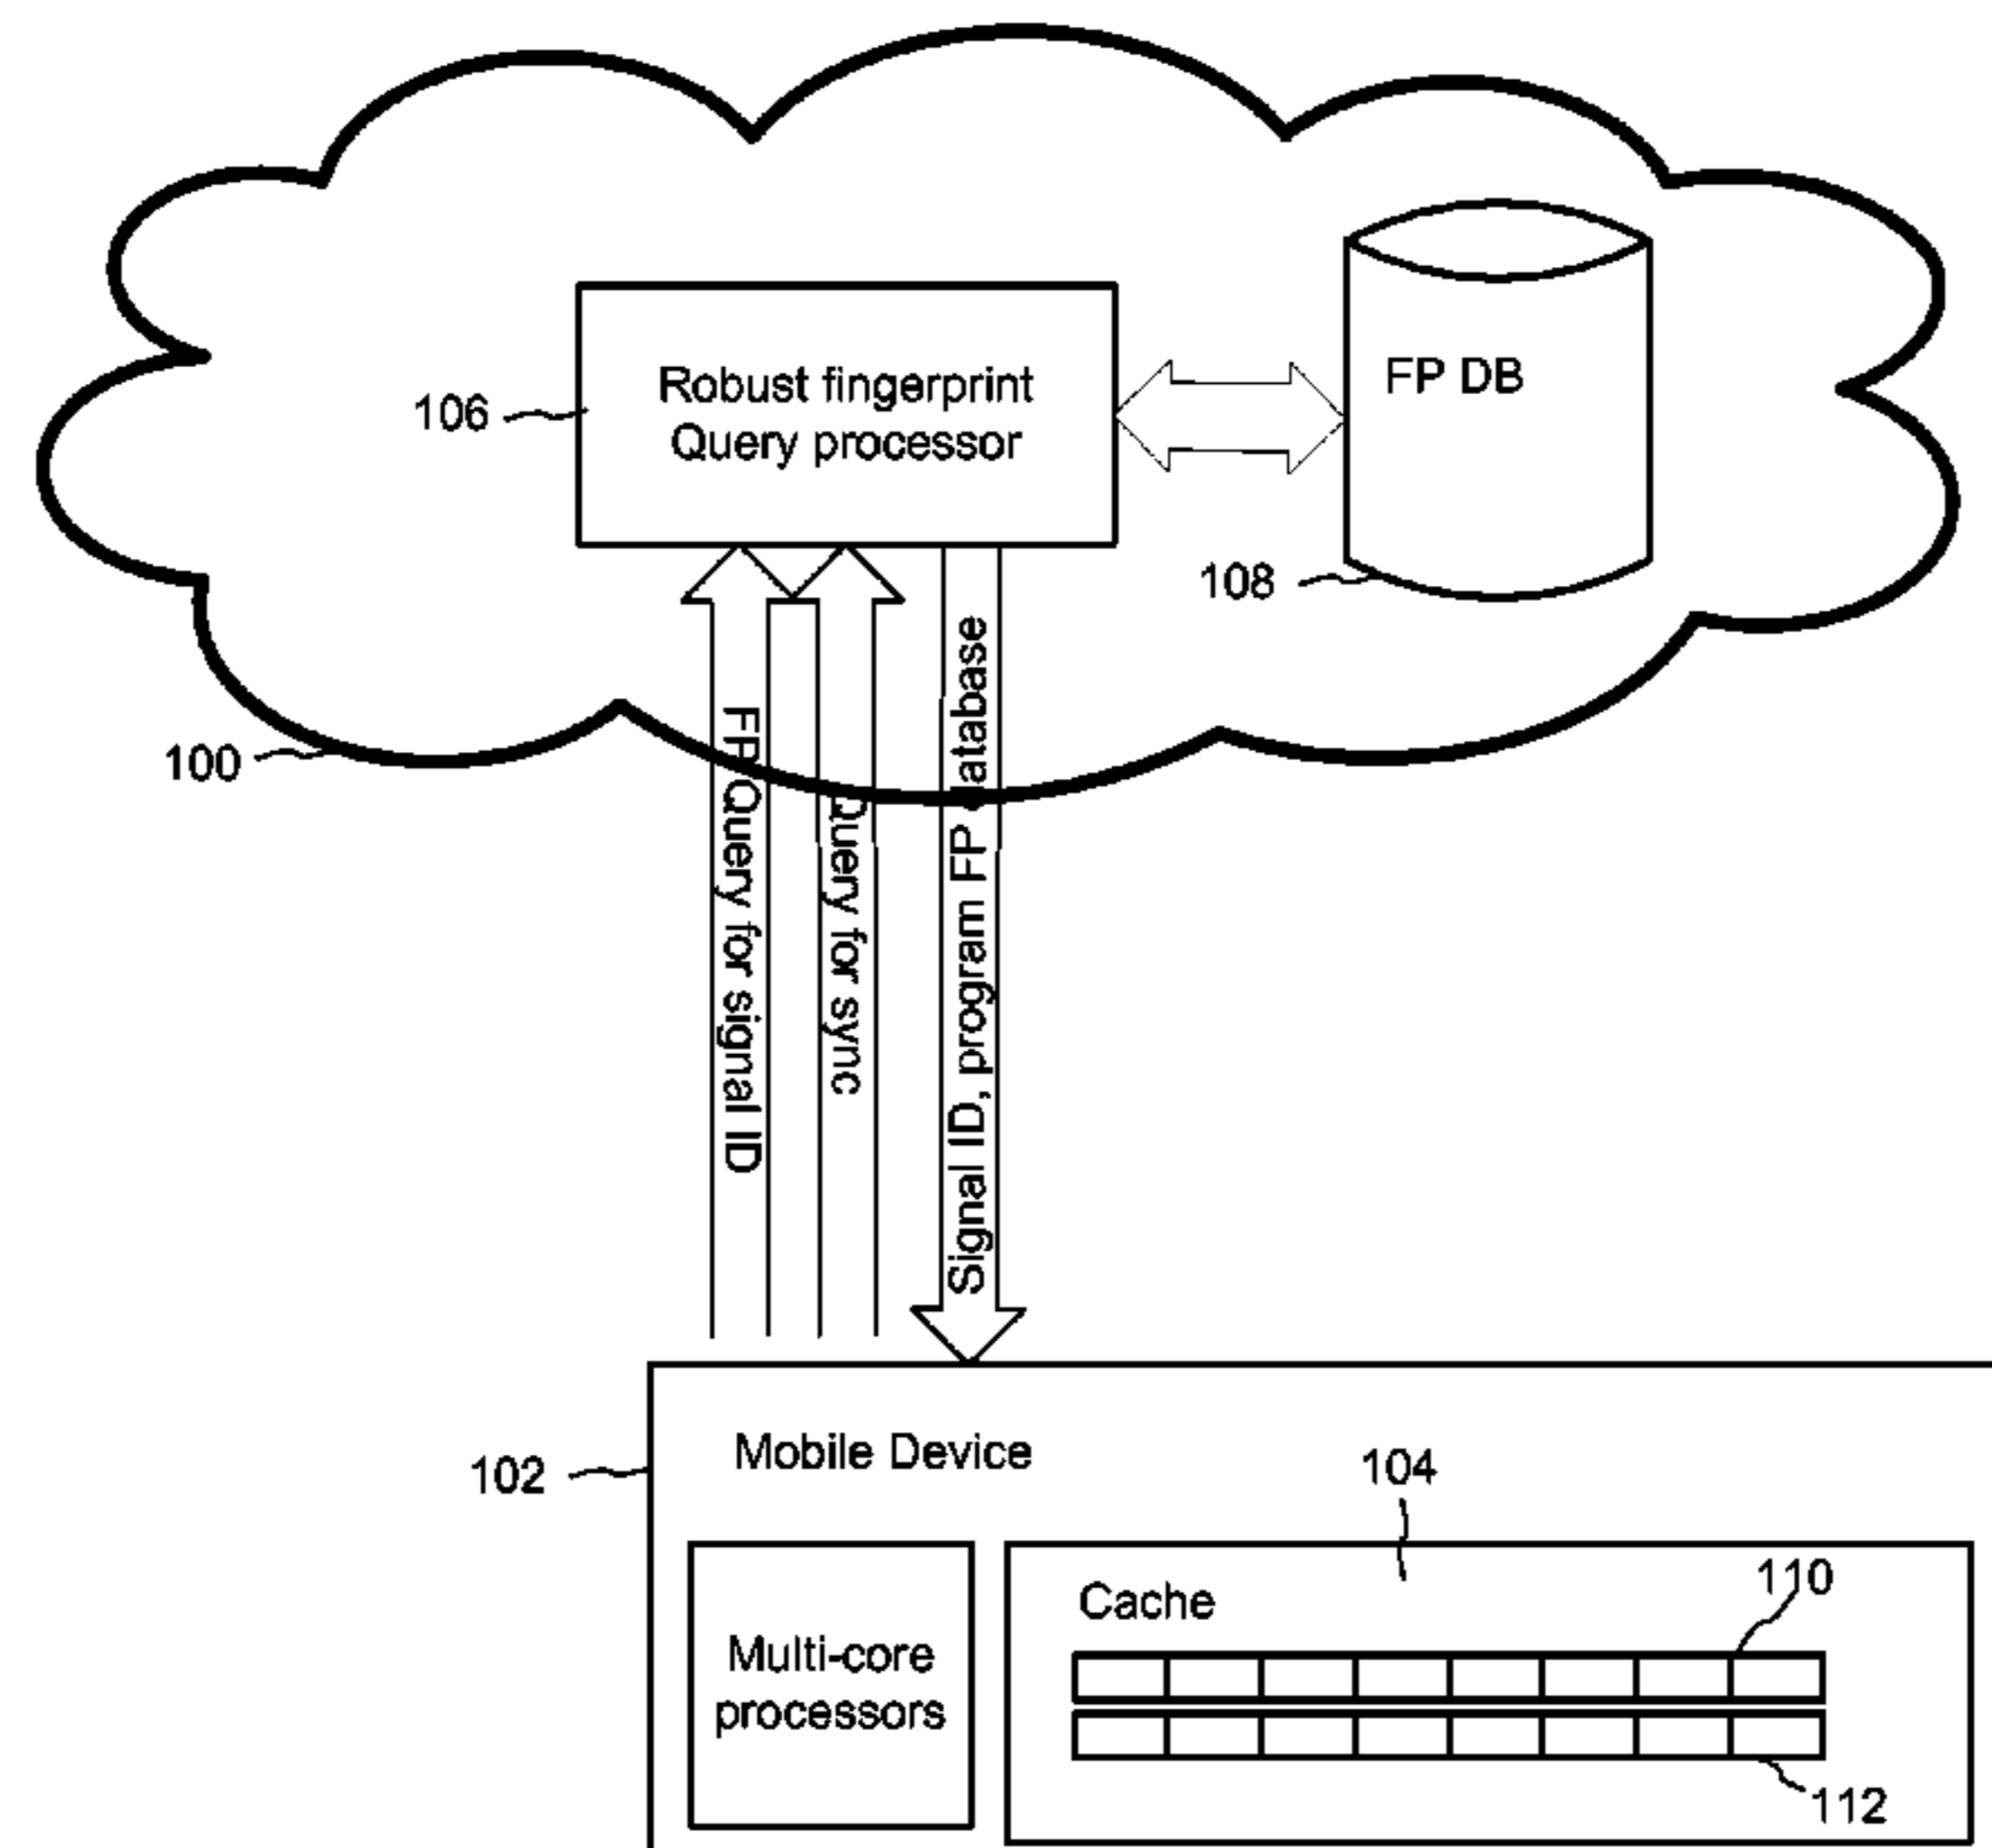 Robust fingerprint
Query processor
106
FP DB
108
100
FP Query for signal ID
Query for sync
Signal ID, program FP database
Mobile Device
102
104
Multi-core
processors
Cache
110
112